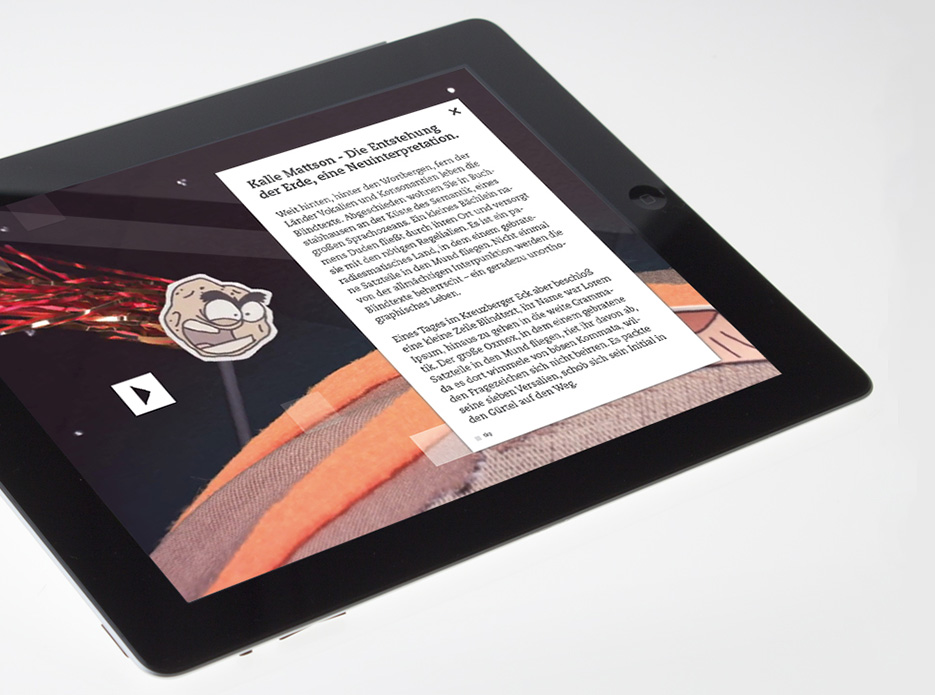 Kalle Mattson - Die Entstehung
der Erde, eine Neuinterpretation.
Weit hinten, hinter den Wortbergen, fern der
Länder Vokalien und Konsonantien leben die
Blindtexte. Abgeschieden wohnen Sie in Buch-
stabhausen an der Küste des Semantik, eines
großen Sprachozeans. Ein kleines Bächlein na-
mens Duden fließt durch ihren Ort und versorgt
sie mit den nötigen Regelialien. Es ist ein pa-
radiesmatisches Land, in dem einem gebrate-
ne Satzteile in den Mund fliegen. Nicht einmal
von der allmächtigen Interpunktion werden die
Blindtexte beherrscht – ein geradezu unortho-
graphisches Leben.
Eines Tages im Kreuzberger Eck aber beschloß
eine kleine Zeile Blindtext, ihr Name war Lorem
Ipsum, hinaus zu gehen in die weite Gramma-
tik. Der große Oxmox, in dem einem gebratene
Satzteile in den Mund fliegen, riet ihr davon ab,
da es dort wimmele von bösen Kommata, wil-
den Fragezeichen sich nicht beirren. Es packte
seine sieben Versalien, schob sich sein Initial in
den Gürtel auf den Weg.